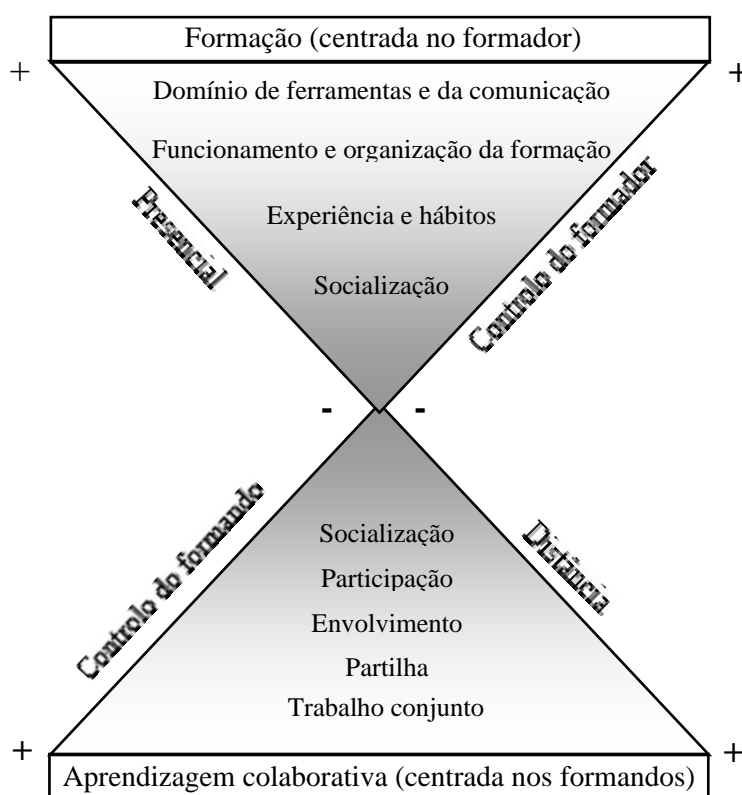 Formação (centrada no formador)
+ +
Domínio de ferramentas e da comunicação
Funcionamento e organização da formação
Experiência e hábitos
Presencial
Controlo do formador
Socialização
- -
Socialização
Controlo do formando
Distância
Participação
Envolvimento
Partilha
Trabalho conjunto
+ +
Aprendizagem colaborativa (centrada nos formandos)